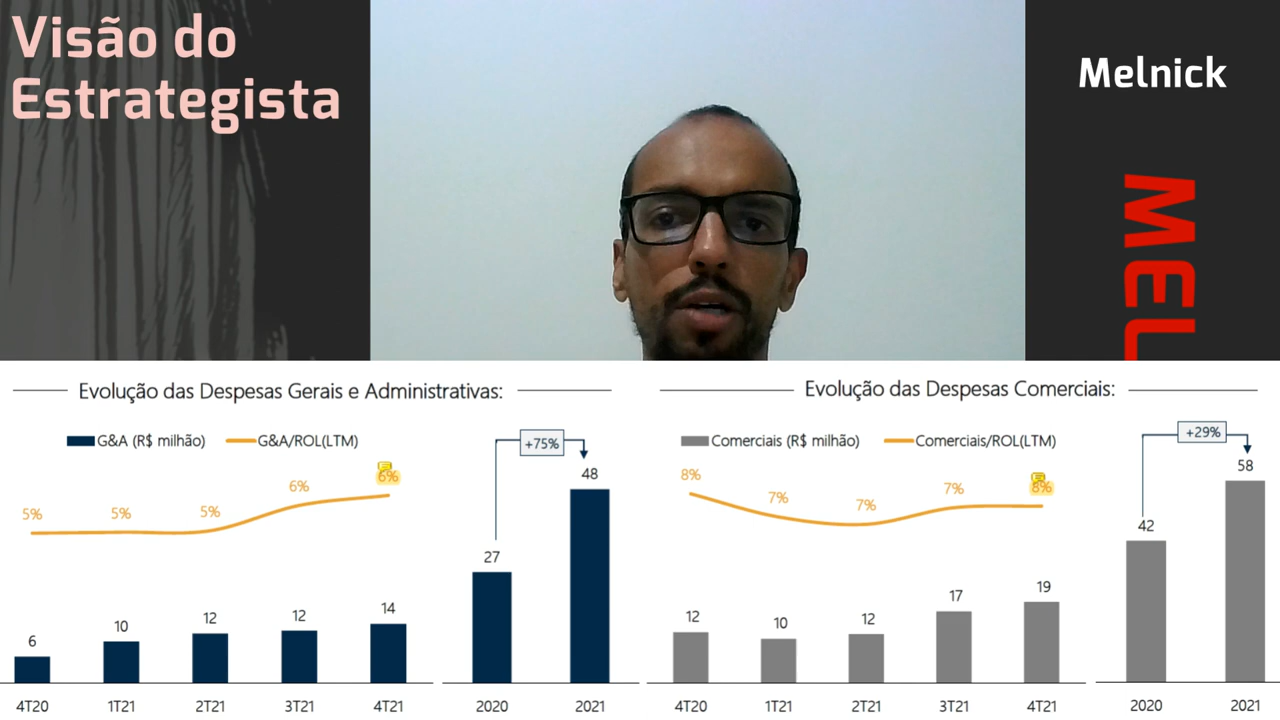 Visão do
Estrategista
Melnick
MEL
Evolução das Despesas Gerais e Administrativas:
G&A (R$ milhão)
G&A/ROL(LTM)
5%
5%
5%
6%
6%
6
10
12
12
14
+75%
27
48
4T20
1T21
2T21
3T21
4T21
2020
2021
Evolução das Despesas Comerciais:
Comerciais (R$ milhão)
Comerciais/ROL(LTM)
8%
7%
7%
7%
8%
12
10
12
17
19
+29%
42
58
4T20
1T21
2T21
3T21
4T21
2020
2021